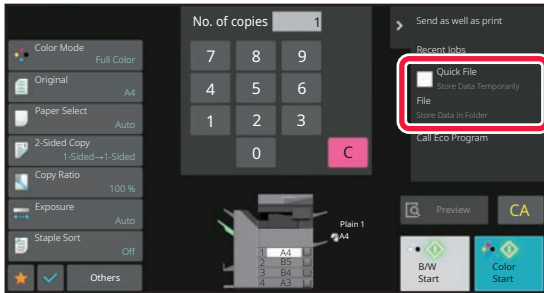 No. of copies 1
Color Mode
Full Color
Original
A4
Paper Select
Auto
2-Sided Copy
1-Sided→1-Sided
Copy Ratio
100 %
Exposure
Auto
Staple Sort
Off
Others
7 8 9
4 5 6
1 2 3
0 C
Plain 1
A4
1 A4
2 B5
3 B4
4 A3
Send as well as print
Recent Jobs
Quick File
Store Data Temporarily
File
Store Data in Folder
Call Eco Program
Preview
CA
B/W
Start
Color
Start